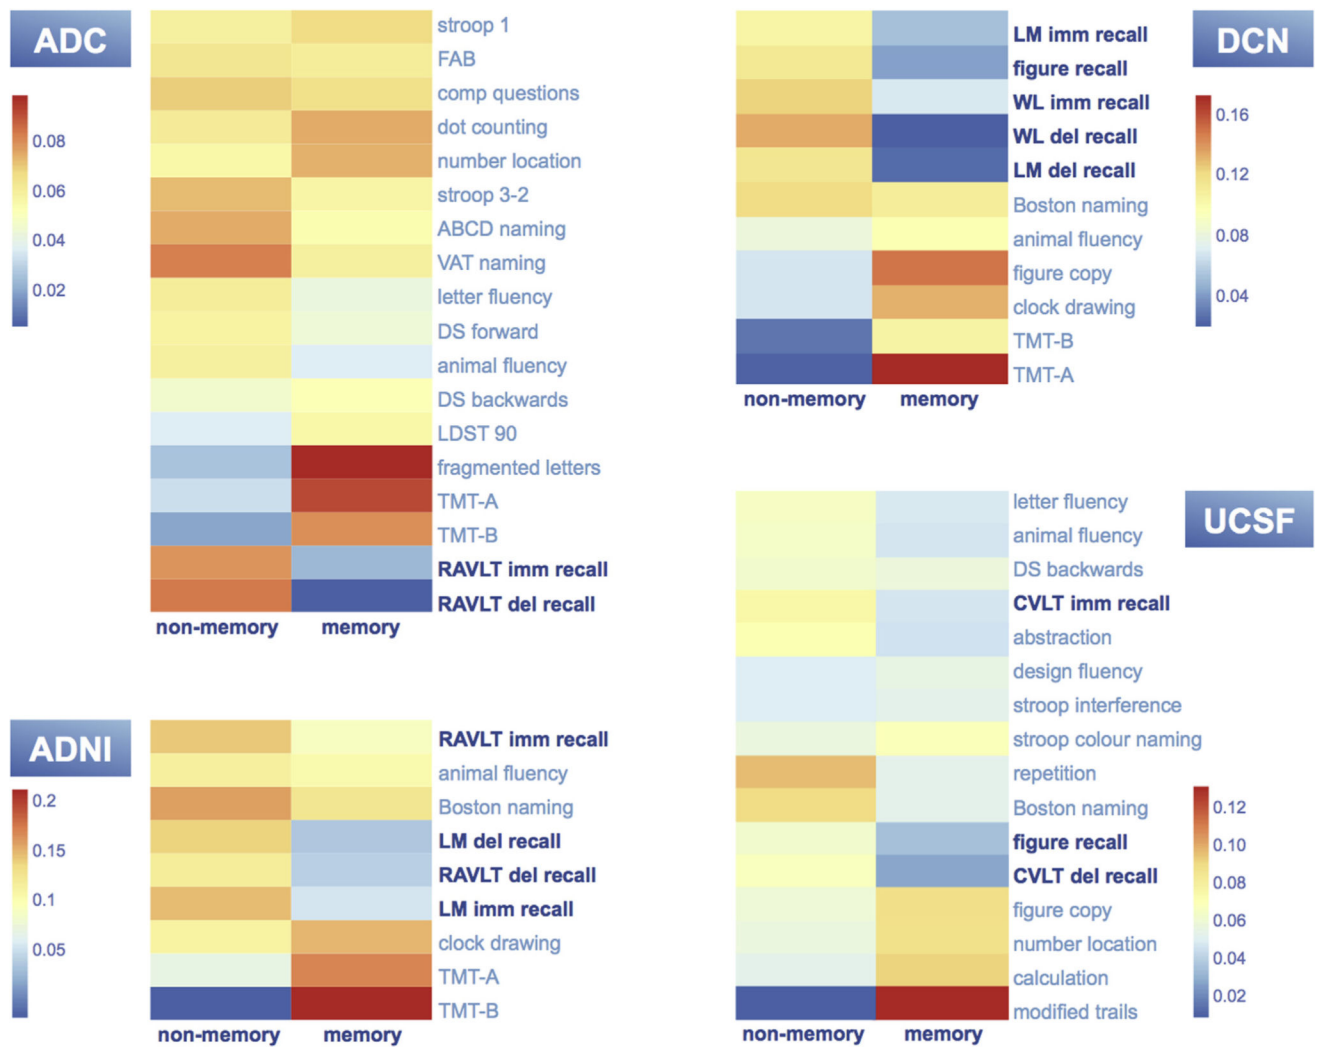 ADC
0.08
0.06
0.04
0.02
stroop 1
FAB
comp questions
dot counting
number location
stroop 3-2
ABCD naming
VAT naming
letter fluency
DS forward
animal fluency
DS backwards
LDST 90
fragmented letters
TMT-A
TMT-B
RAVLT imm recall
RAVLT del recall
non-memory memory
DCN
0.16
0.12
0.08
0.04
LM imm recall
figure recall
WL imm recall
WL del recall
LM del recall
Boston naming
animal fluency
figure copy
clock drawing
TMT-B
TMT-A
non-memory memory
ADNI
0.2
0.15
0.1
0.05
RAVLT imm recall
animal fluency
Boston naming
LM del recall
RAVLT del recall
LM imm recall
clock drawing
TMT-A
TMT-B
non-memory memory
UCSF
0.12
0.10
0.08
0.06
0.04
0.02
letter fluency
animal fluency
DS backwards
CVLT imm recall
abstraction
design fluency
stroop interference
stroop colour naming
repetition
Boston naming
figure recall
CVLT del recall
figure copy
number location
calculation
modified trails
non-memory memory